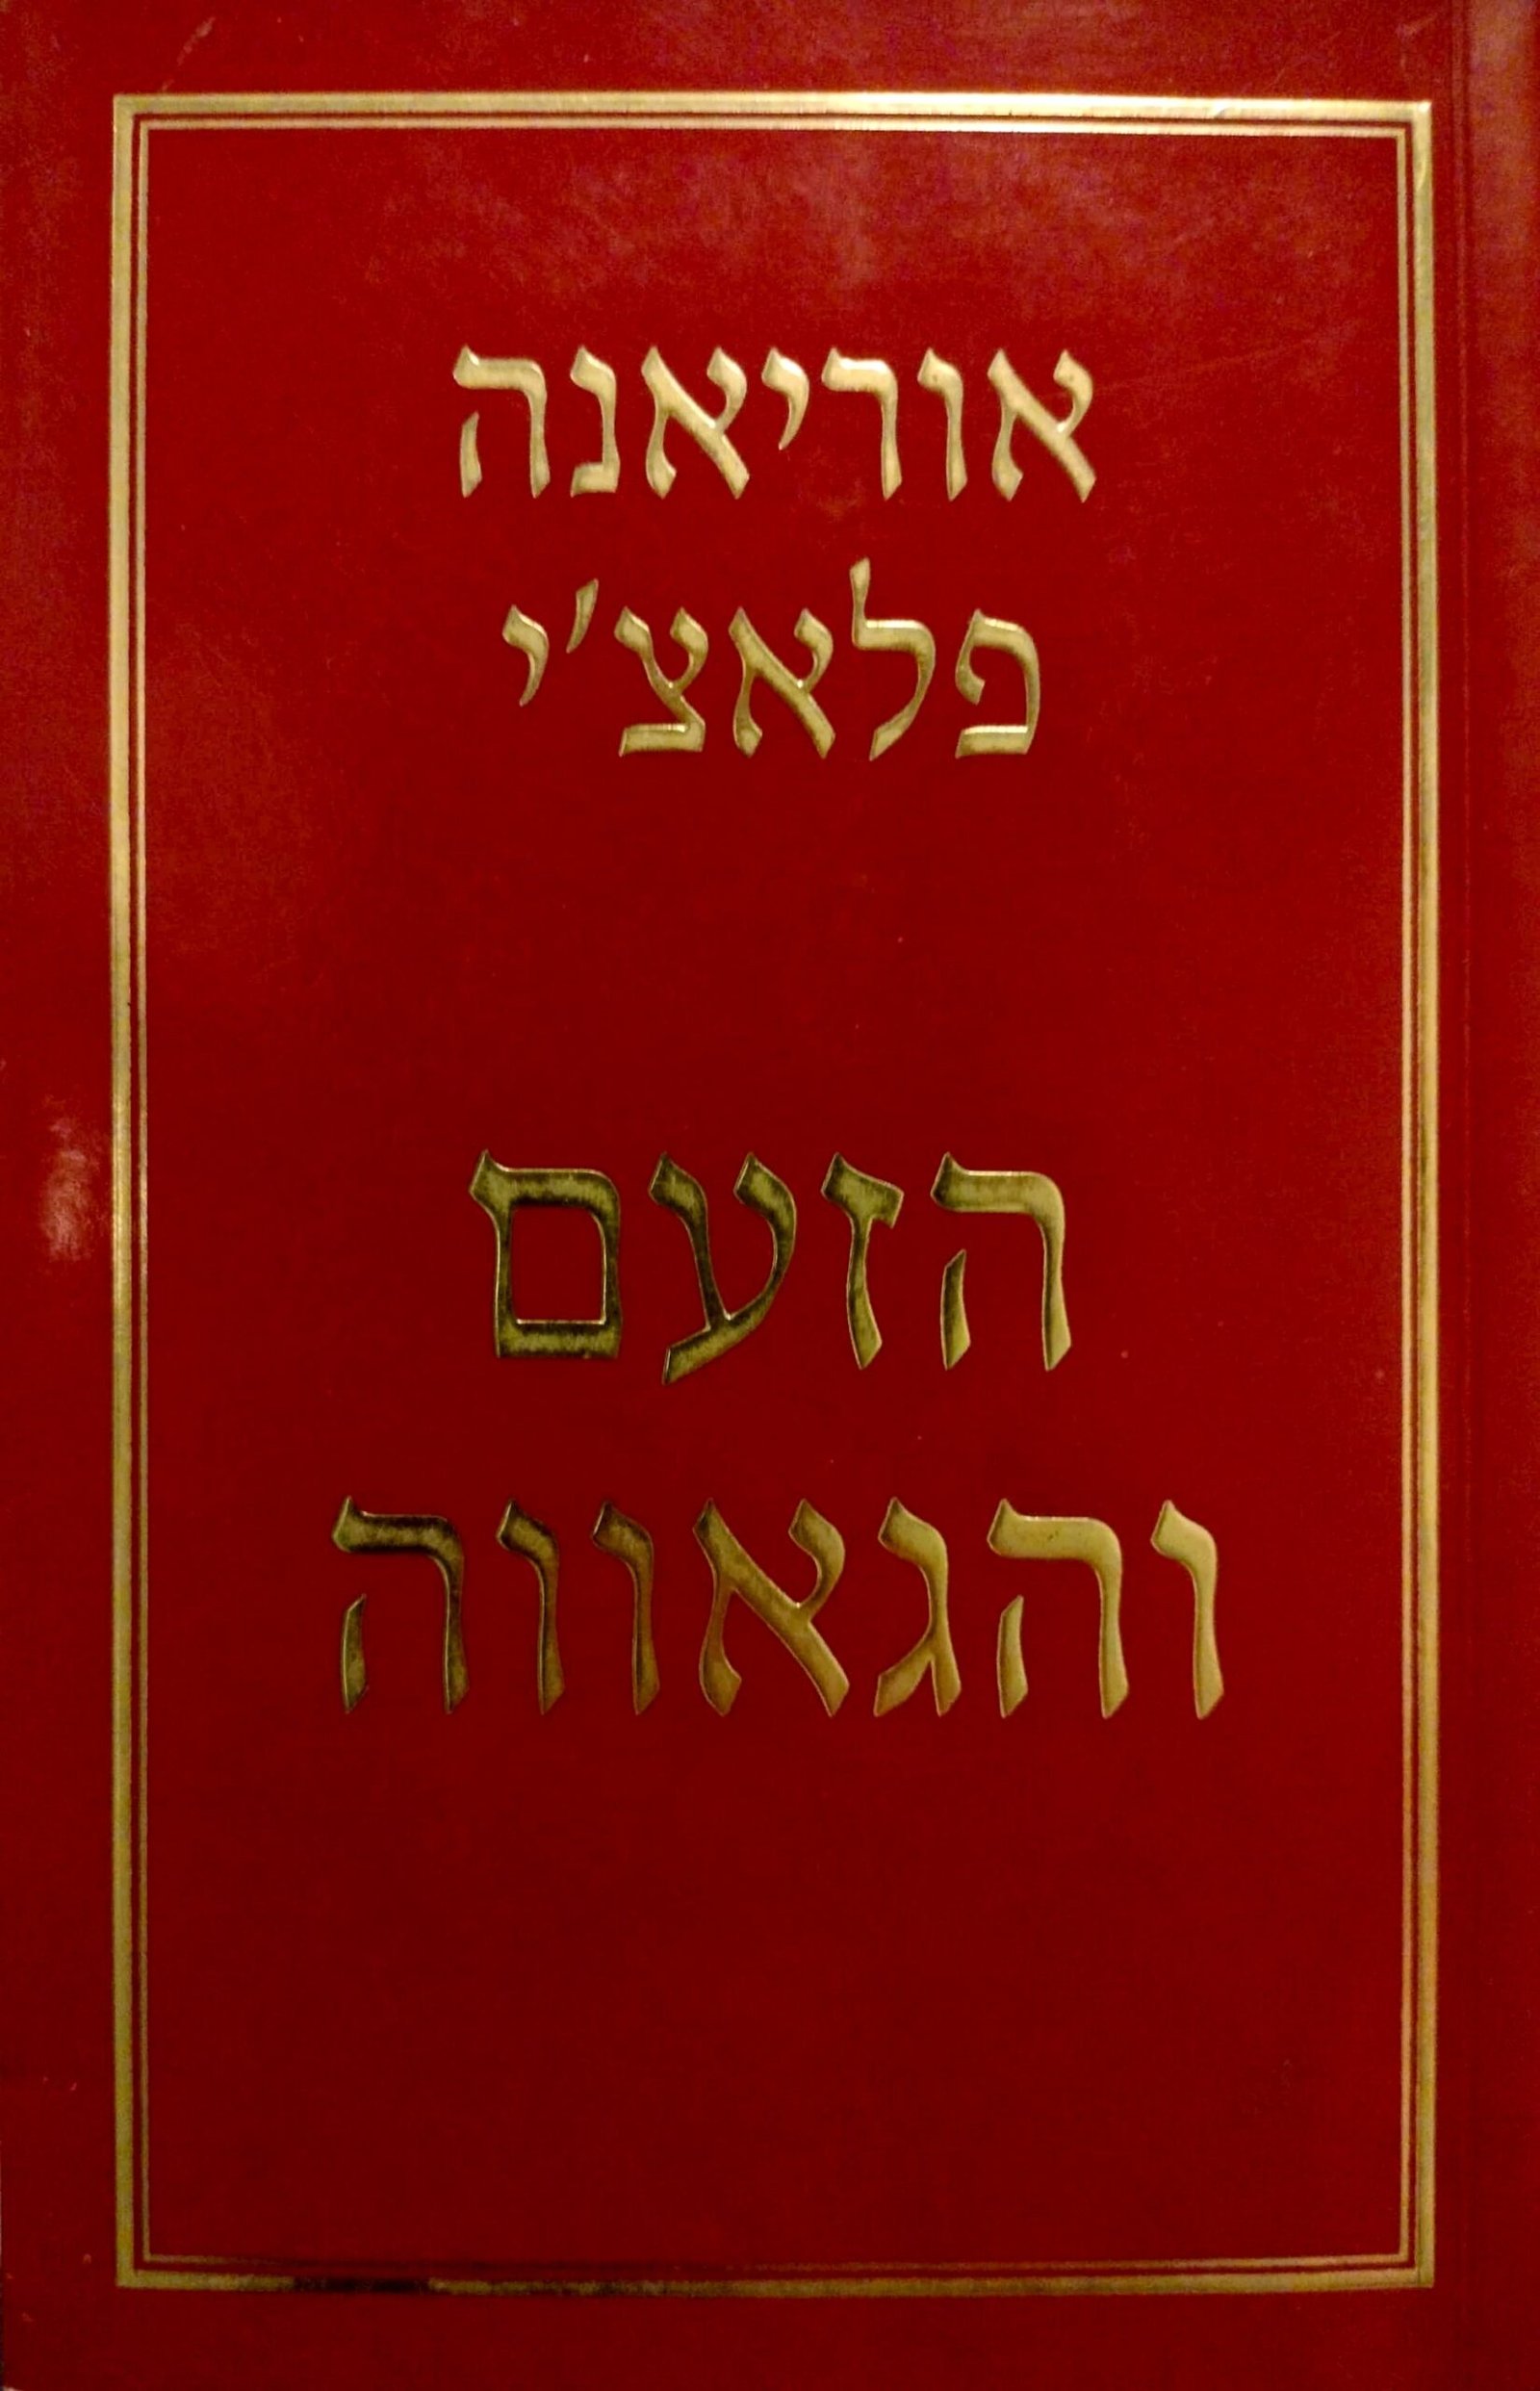 אוריאנה
פלאצ'י
הזעם
והגאווה